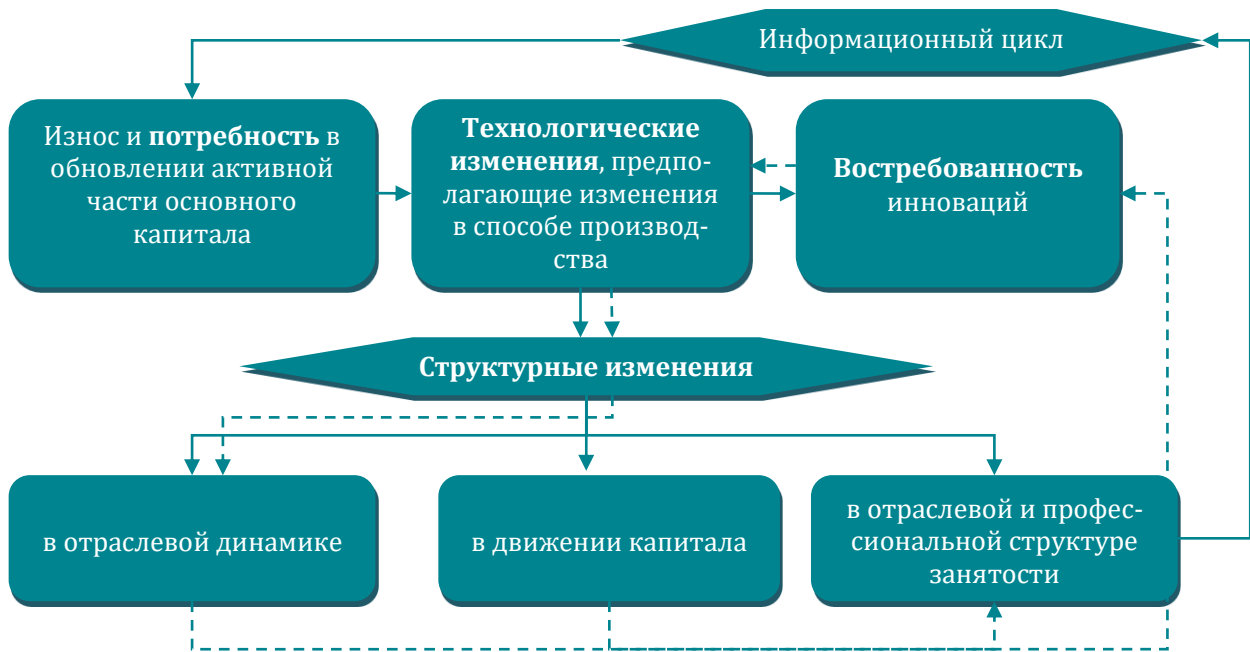 Информационный цикл
Износ и потребность в
обновлении активной
части основного
капитала
Технологические
изменения, предпо-
лагающие изменения
в способе производ-
ства
Востребованность
инноваций
Структурные изменения
в отраслевой динамике
в движении капитала
в отраслевой и профес-
сиональной структуре
занятости